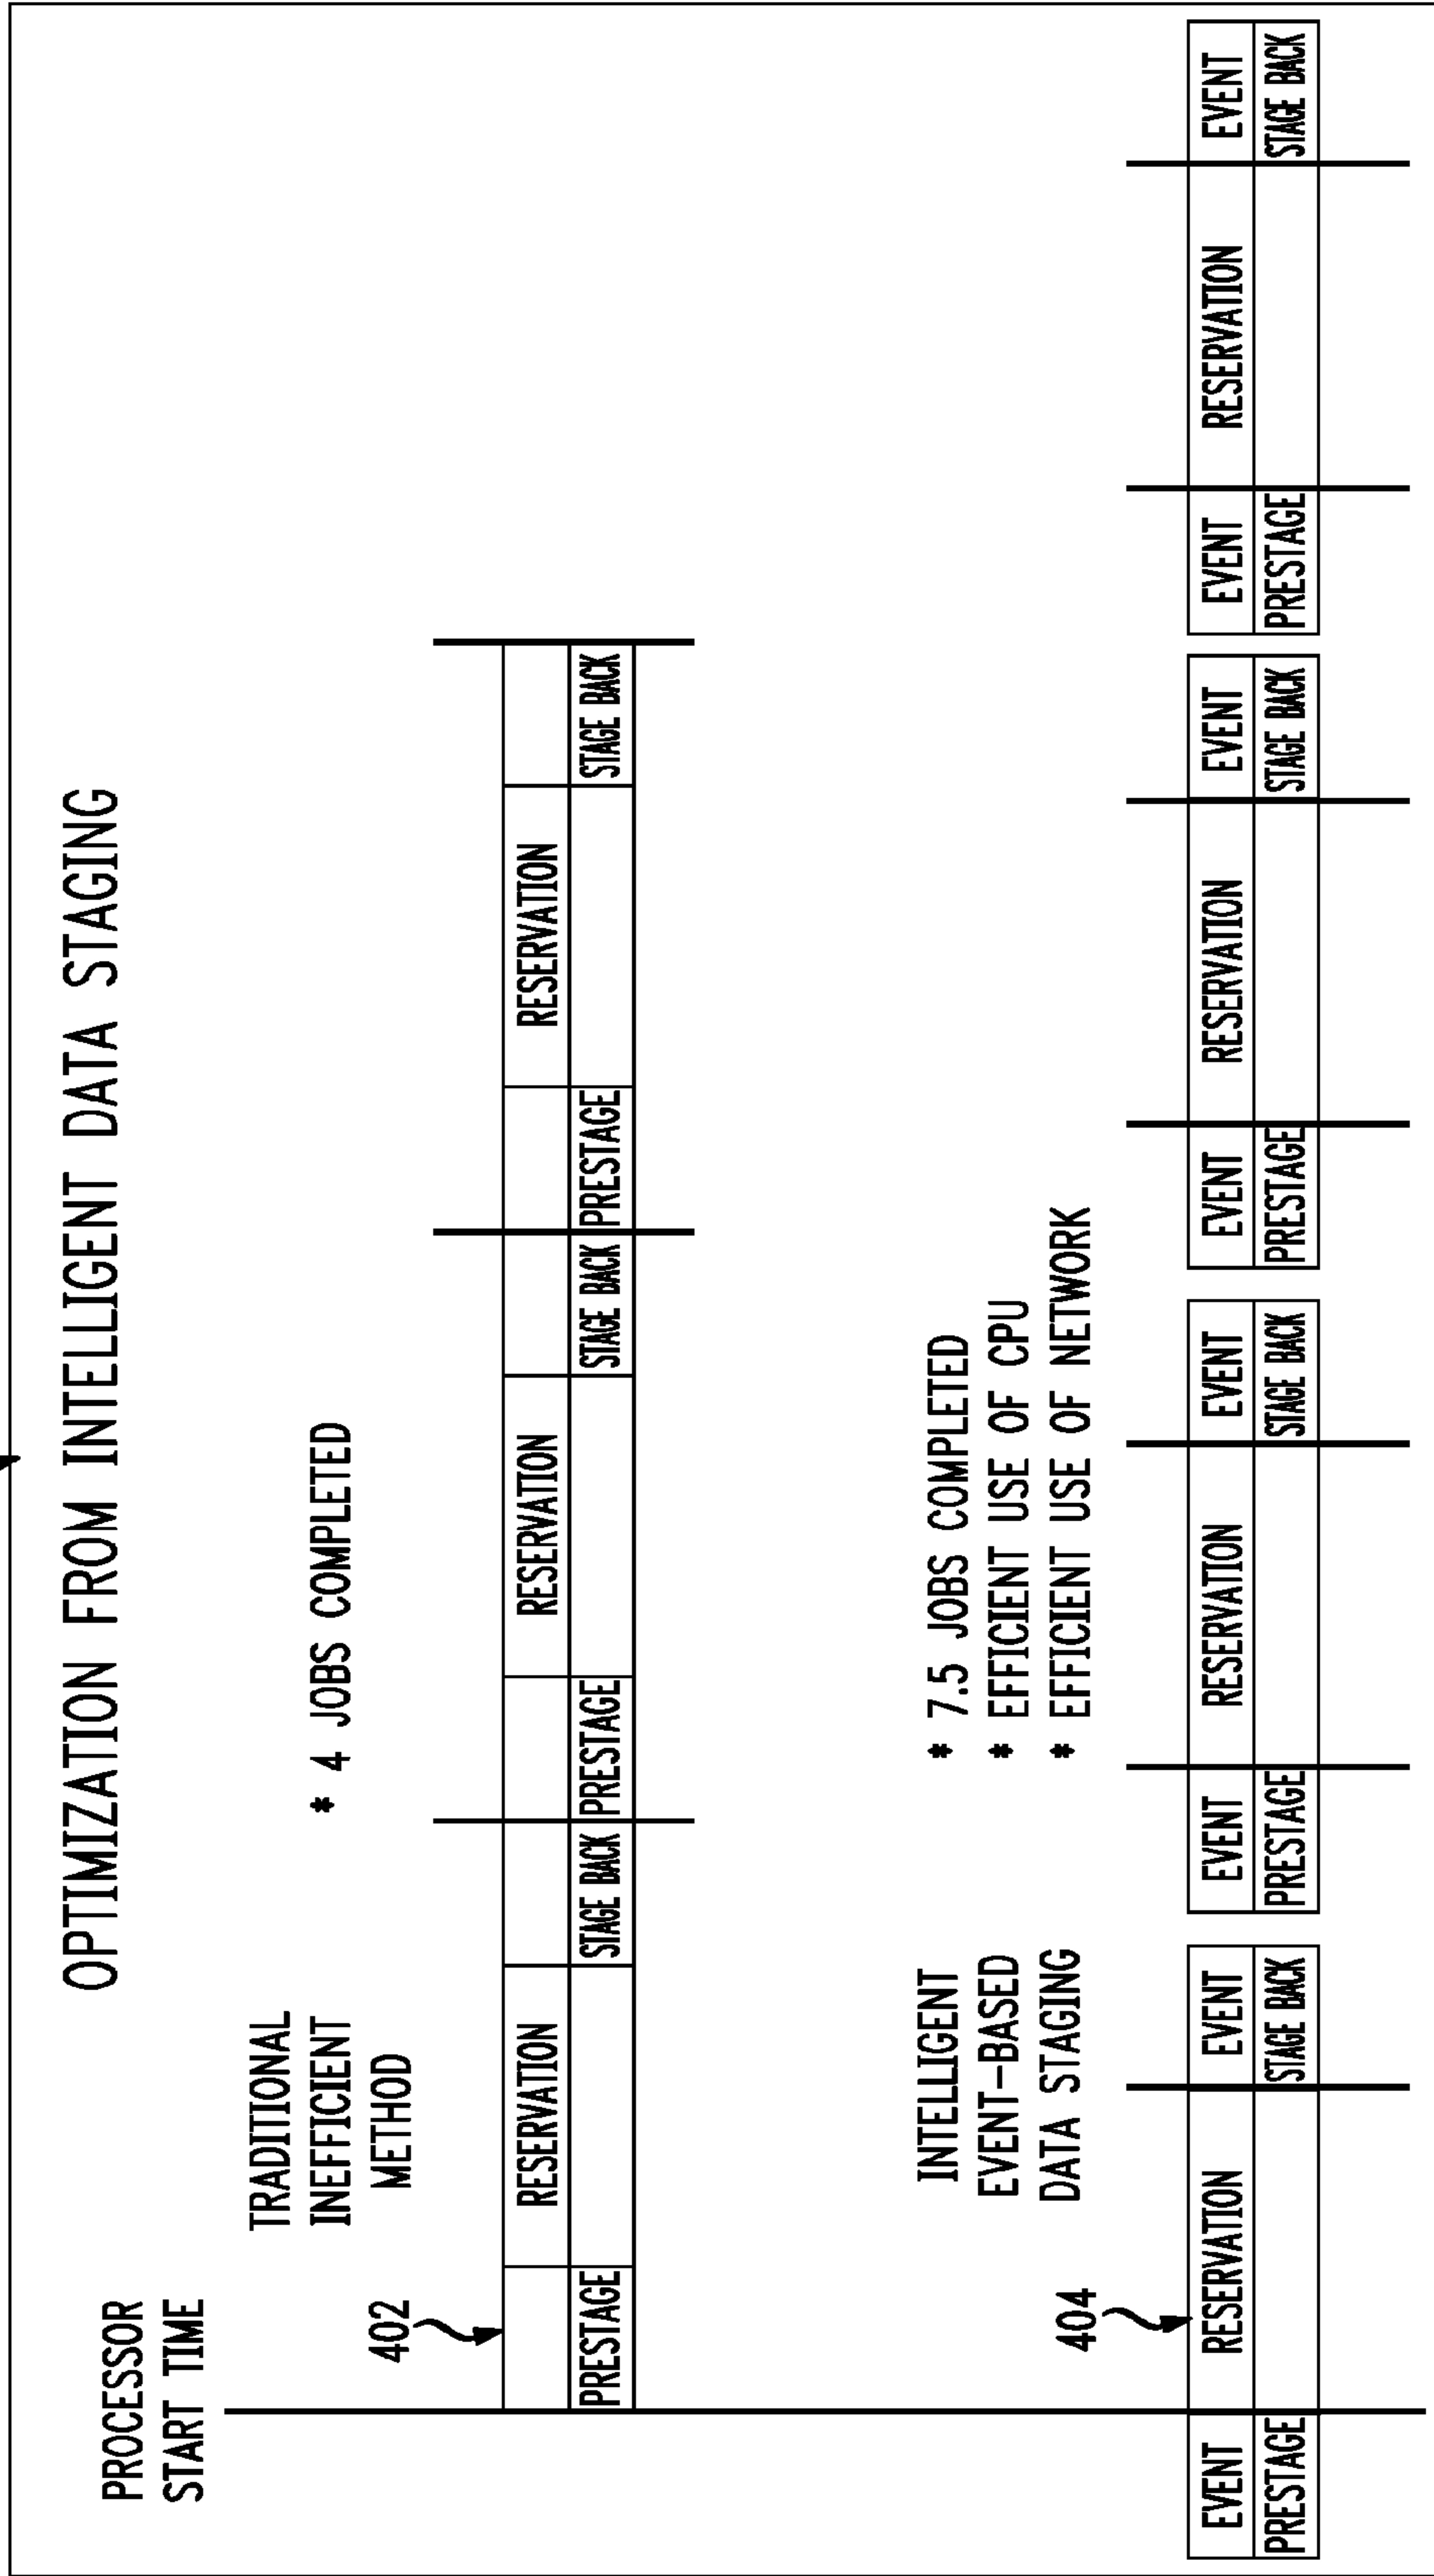 OPTIMIZATION FROM INTELLIGENT DATA STAGING
PROCESSOR
START TIME
TRADITIONAL
INEFFICIENT
METHOD
* 4 JOBS COMPLETED
402
RESERVATION RESERVATION RESERVATION
PRESTAGE STAGE BACK PRESTAGE STAGE BACK PRESTAGE STAGE BACK
INTELLIGENT
EVENT-BASED
DATA STAGING
* 7.5 JOBS COMPLETED
* EFFICIENT USE OF CPU
* EFFICIENT USE OF NETWORK
404
EVENT RESERVATION EVENT EVENT RESERVATION EVENT EVENT RESERVATION EVENT EVENT RESERVATION EVENT
PRESTAGE STAGE BACK PRESTAGE STAGE BACK PRESTAGE STAGE BACK PRESTAGE STAGE BACK